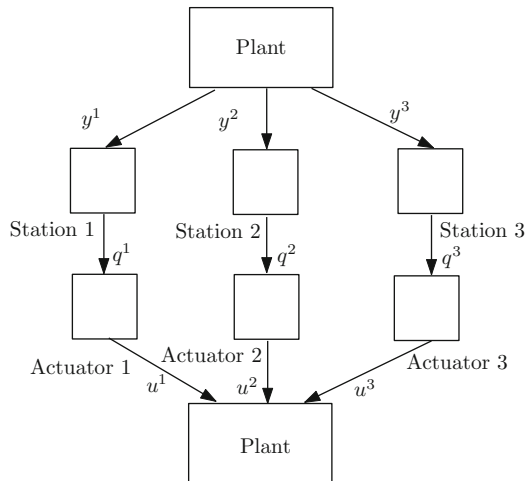 Plant
y^1
y^2
y^3
Station 1
Station 2
Station 3
q^1
q^2
q^3
Actuator 1
Actuator 2
Actuator 3
u^1
u^2
u^3
Plant